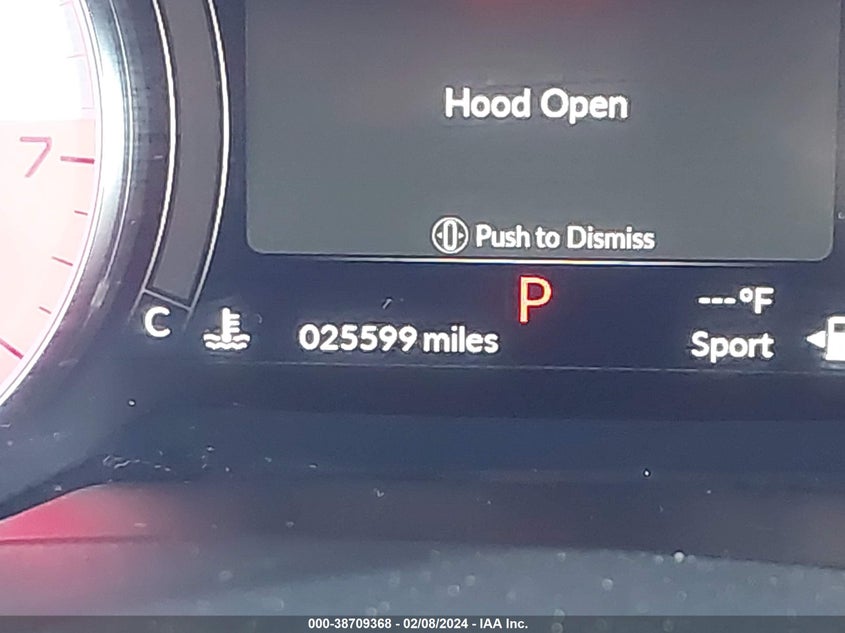 Hood Open
7
Push to Dismiss
P
---°F
C
025599 miles
Sport
000-38709368 - 02/08/2024 - IAA Inc.